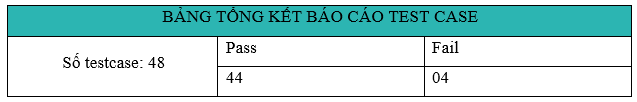 BẢNG TỔNG KẾT BÁO CÁO TEST CASE
Số testcase: 48
Pass
Fail
44
04